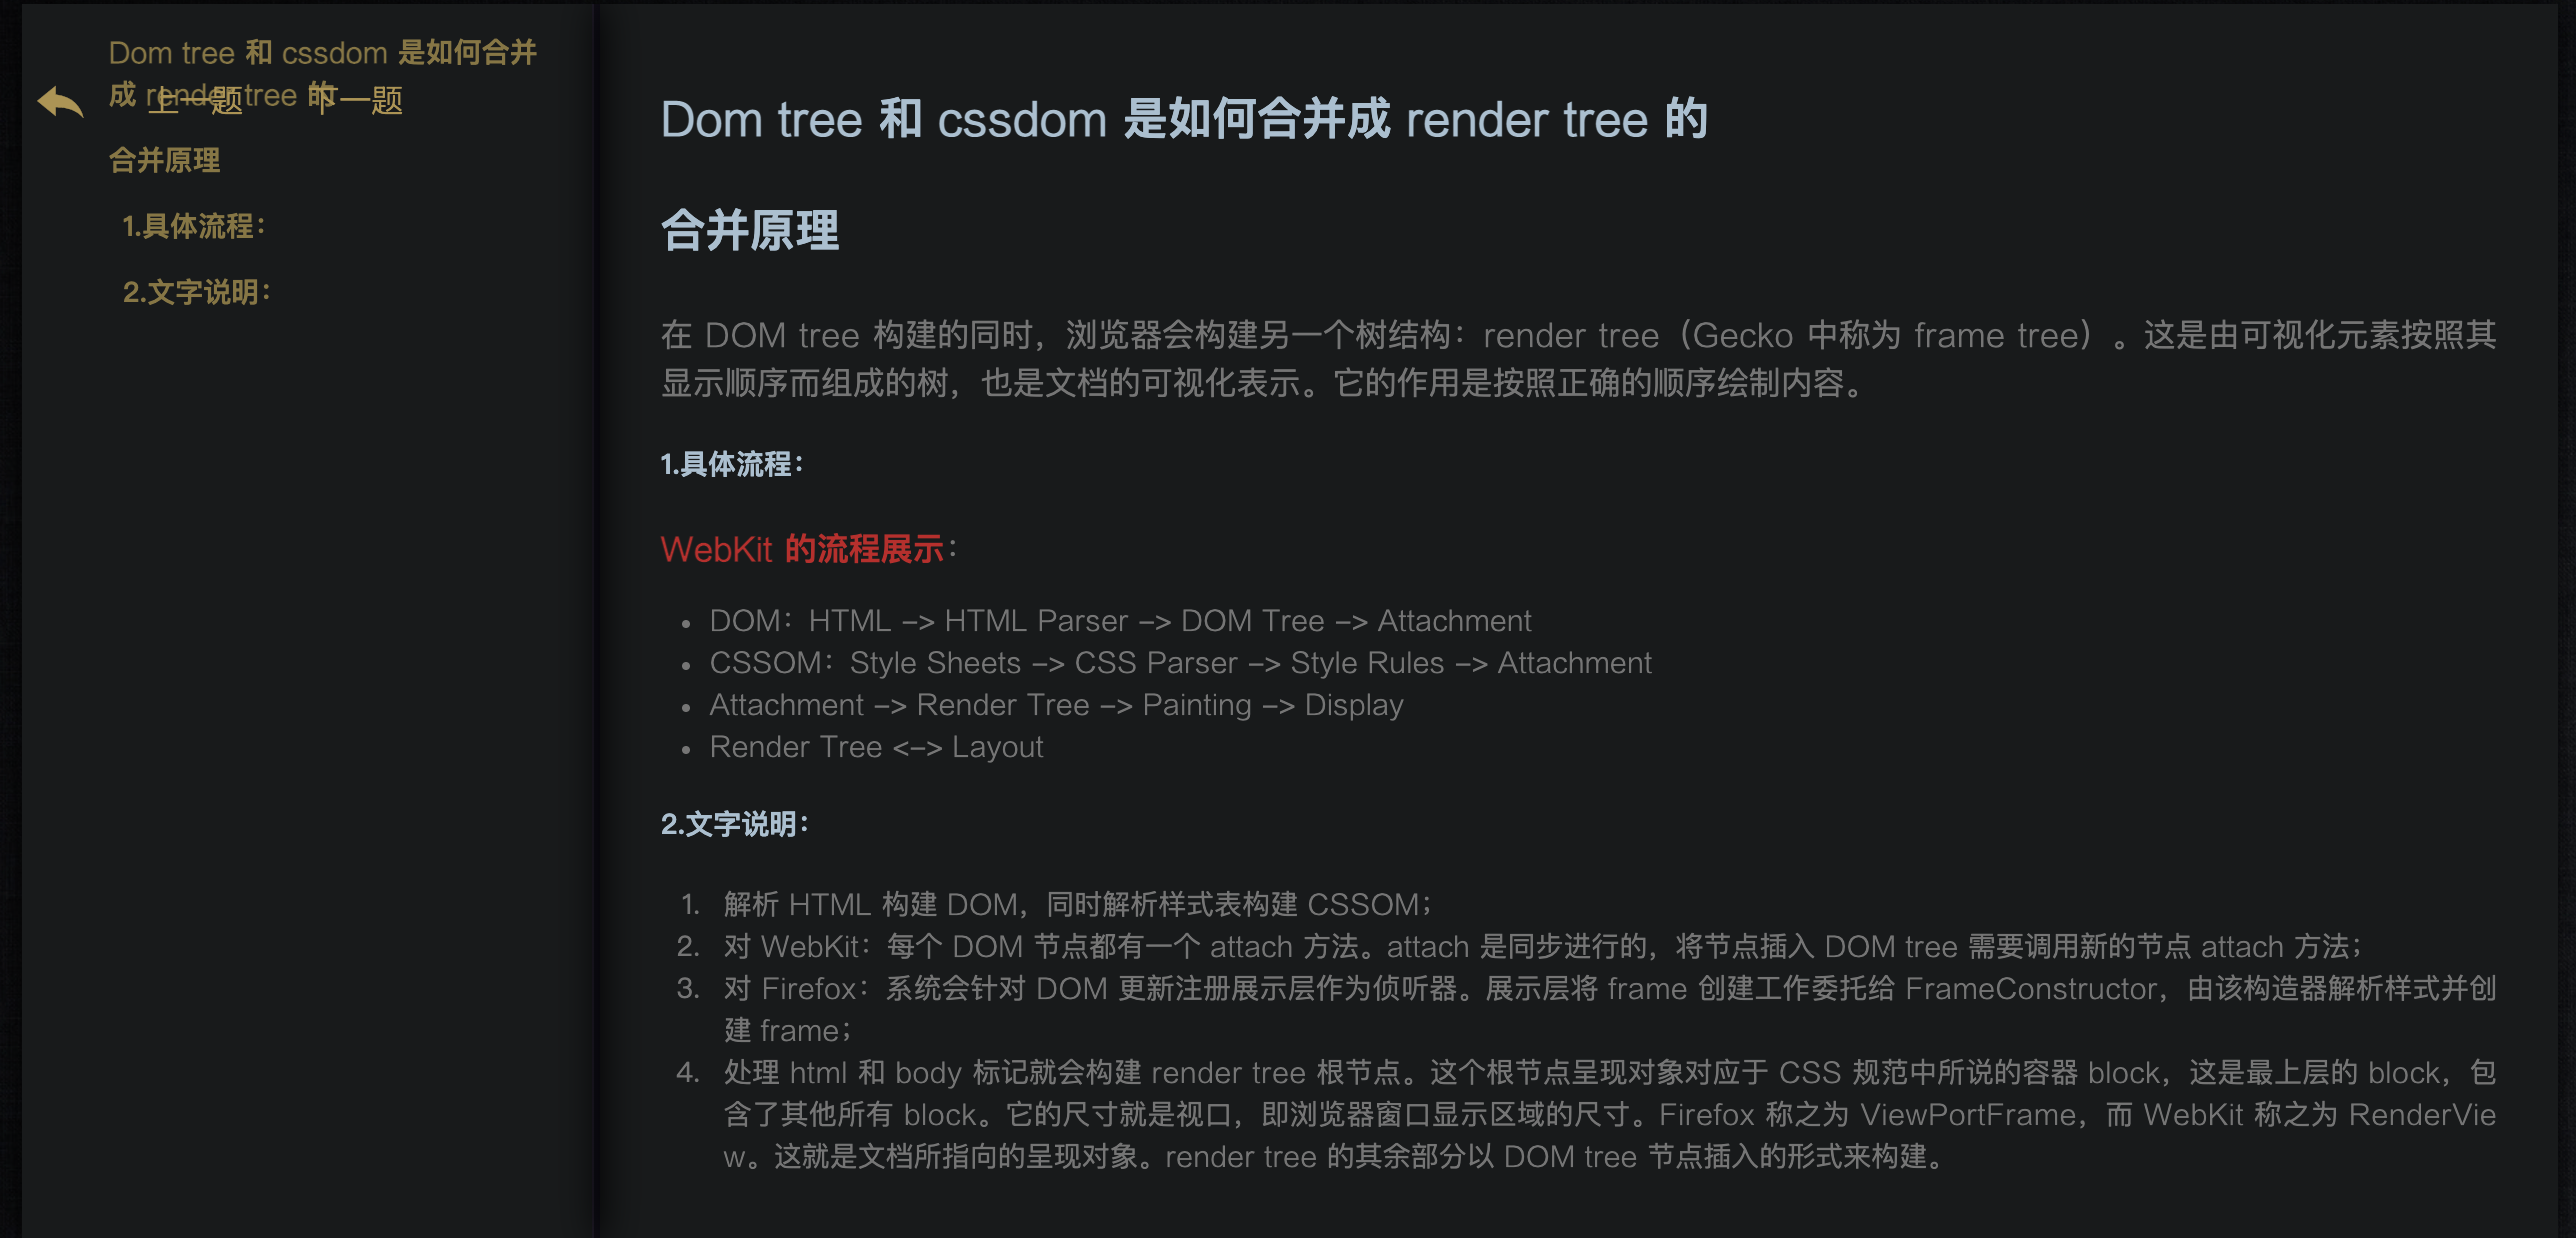 Dom tree 和 cssdom 是如何合并
成 render tree 的
上一题 下一题
合并原理
1.具体流程：
2.文字说明：
Dom tree 和 cssdom 是如何合并成 render tree 的
合并原理
在 DOM tree 构建的同时，浏览器会构建另一个树结构：render tree（Gecko 中称为 frame tree）。这是由可视化元素按照其
显示顺序而组成的树，也是文档的可视化表示。它的作用是按照正确的顺序绘制内容。
1.具体流程：
WebKit 的流程展示：
• DOM：HTML –> HTML Parser –> DOM Tree –> Attachment
• CSSOM：Style Sheets –> CSS Parser –> Style Rules –> Attachment
• Attachment –> Render Tree –> Painting –> Display
• Render Tree <–> Layout
2.文字说明：
1. 解析 HTML 构建 DOM，同时解析样式表构建 CSSOM；
2. 对 WebKit：每个 DOM 节点都有一个 attach 方法。attach 是同步进行的，将节点插入 DOM tree 需要调用新的节点 attach 方法；
3. 对 Firefox：系统会针对 DOM 更新注册展示层作为侦听器。展示层将 frame 创建工作委托给 FrameConstructor，由该构造器解析样式并创
建 frame；
4. 处理 html 和 body 标记就会构建 render tree 根节点。这个根节点呈现对象对应于 CSS 规范中所说的容器 block，这是最上层的 block，包
含了其他所有 block。它的尺寸就是视口，即浏览器窗口显示区域的尺寸。Firefox 称之为 ViewPortFrame，而 WebKit 称之为 RenderVie
w。这就是文档所指向的呈现对象。render tree 的其余部分以 DOM tree 节点插入的形式来构建。